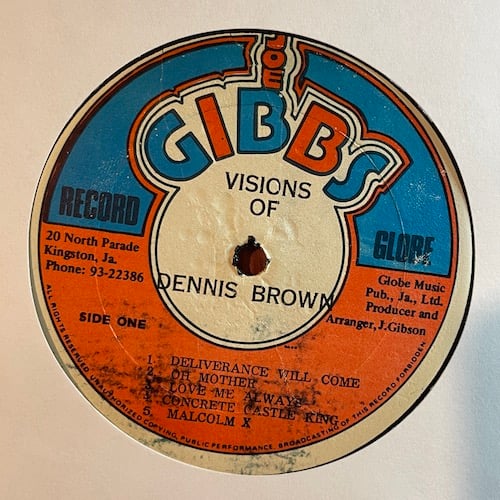 JOE
GIBBS
RECORD
GLOBE
VISIONS
OF
DENNIS BROWN
20 North Parade
Kingston, Ja.
Phone: 93-22386
Globe Music
Pub., Ja., Ltd.
Producer and
Arranger, J.Gibson
SIDE ONE
1. DELIVERANCE WILL COME
2. OH MOTHER
LOVE ME ALWAYS
CONCRETE CASTLE KING
5. MALCOLM X
ALL RIGHTS RESERVED. UNAUTHORIZED COPYING, PUBLIC PERFORMANCE, BROADCASTING OF THIS RECORD FORBIDDEN